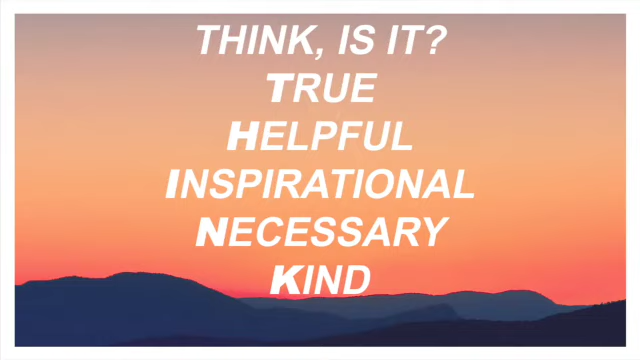 THINK, IS IT?
TRUE
HELPFUL
INSPIRATIONAL
NECESSARY
KIND